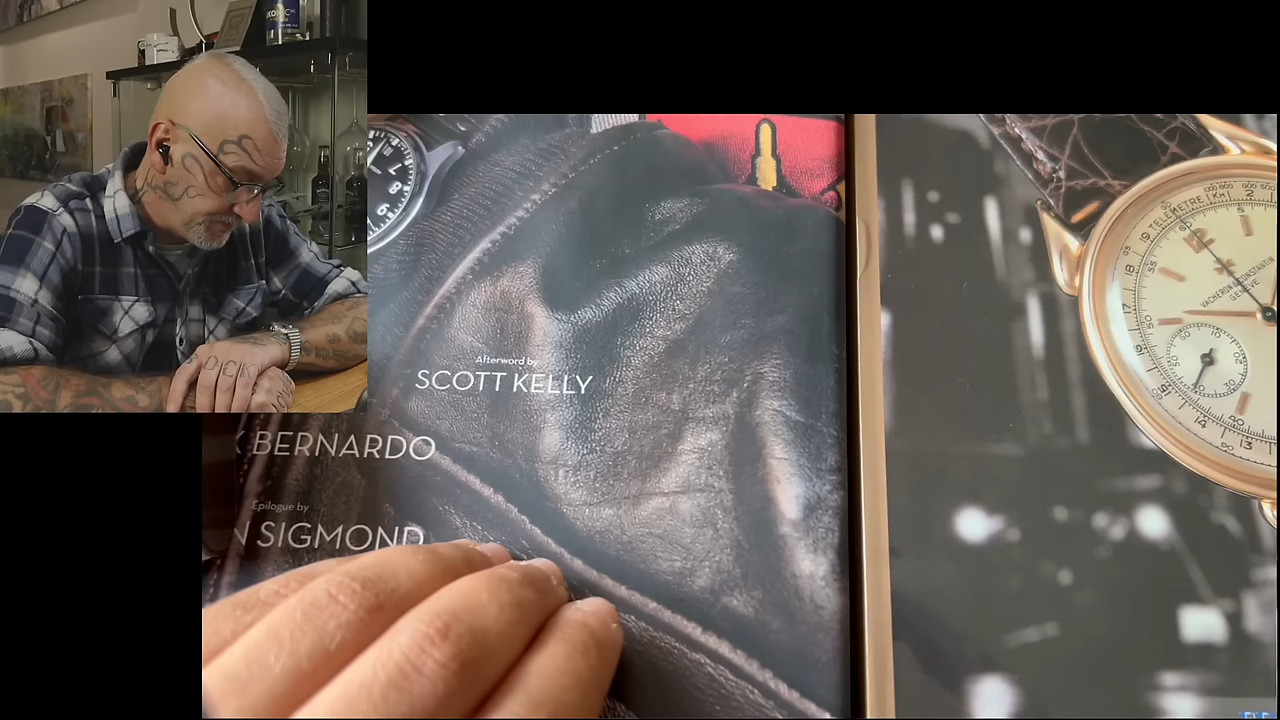 Afterword by
SCOTT KELLY
BERNARDO
Epilogue by
N SIGMOND
TELEMETRE
VACHERON & CONSTANTIN
GENEVE